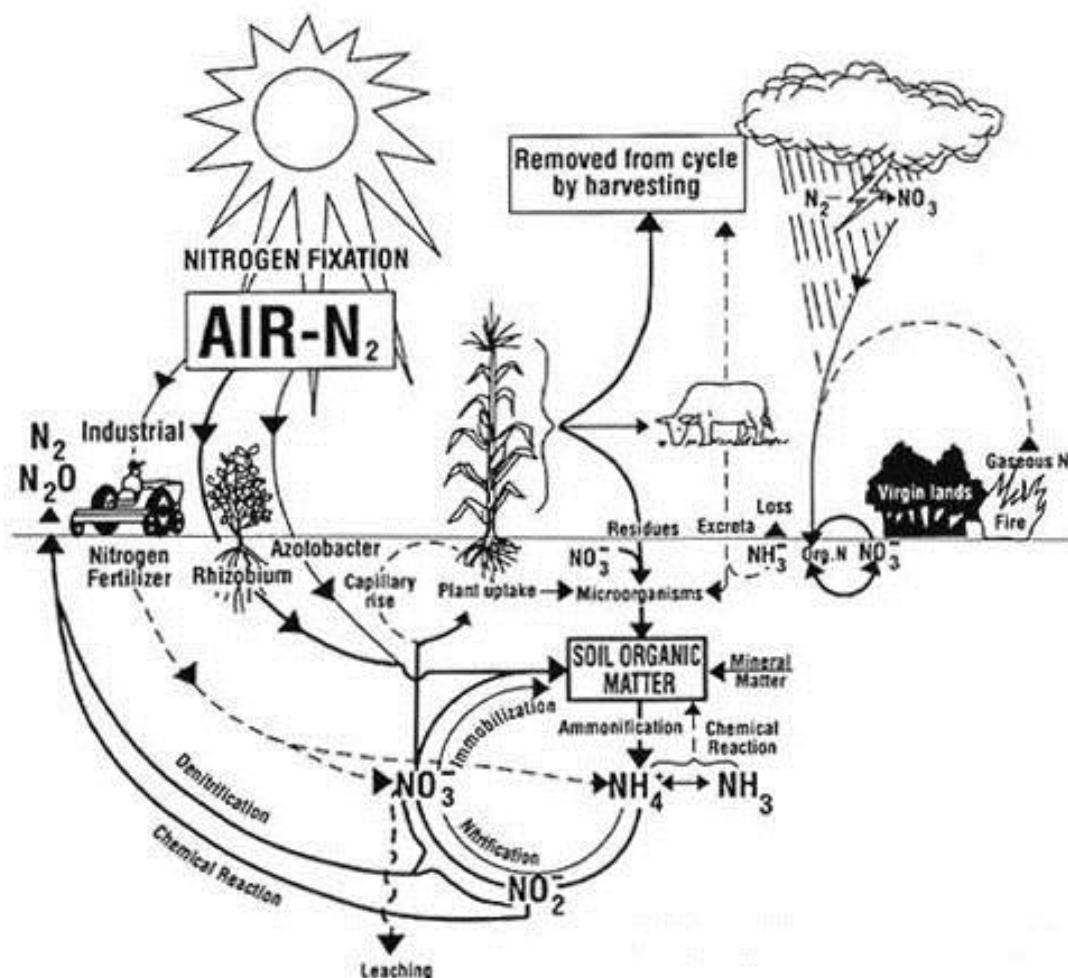 Removed from cycle
by harvesting
N₂ NO₃
NITROGEN FIXATION
AIR-N₂
N₂
N₂O
Industrial
Gaseous N
Virgin lands
Fire
Residues
Excreta
Loss
Nitrogen
Fertilizer
Rhizobium
Azotobacter
Capillary
rise
Plant uptake
NO₃⁻
Microorganisms
NH₃⁻
Org. N
NO₃⁻
SOIL ORGANIC
MATTER
Mineral
Matter
Immobilization
Ammonification
Chemical
Reaction
NO₃⁻
NH₄⁺
NH₃
Denitrification
Chemical Reaction
Nitrification
NO₂⁻
Leaching